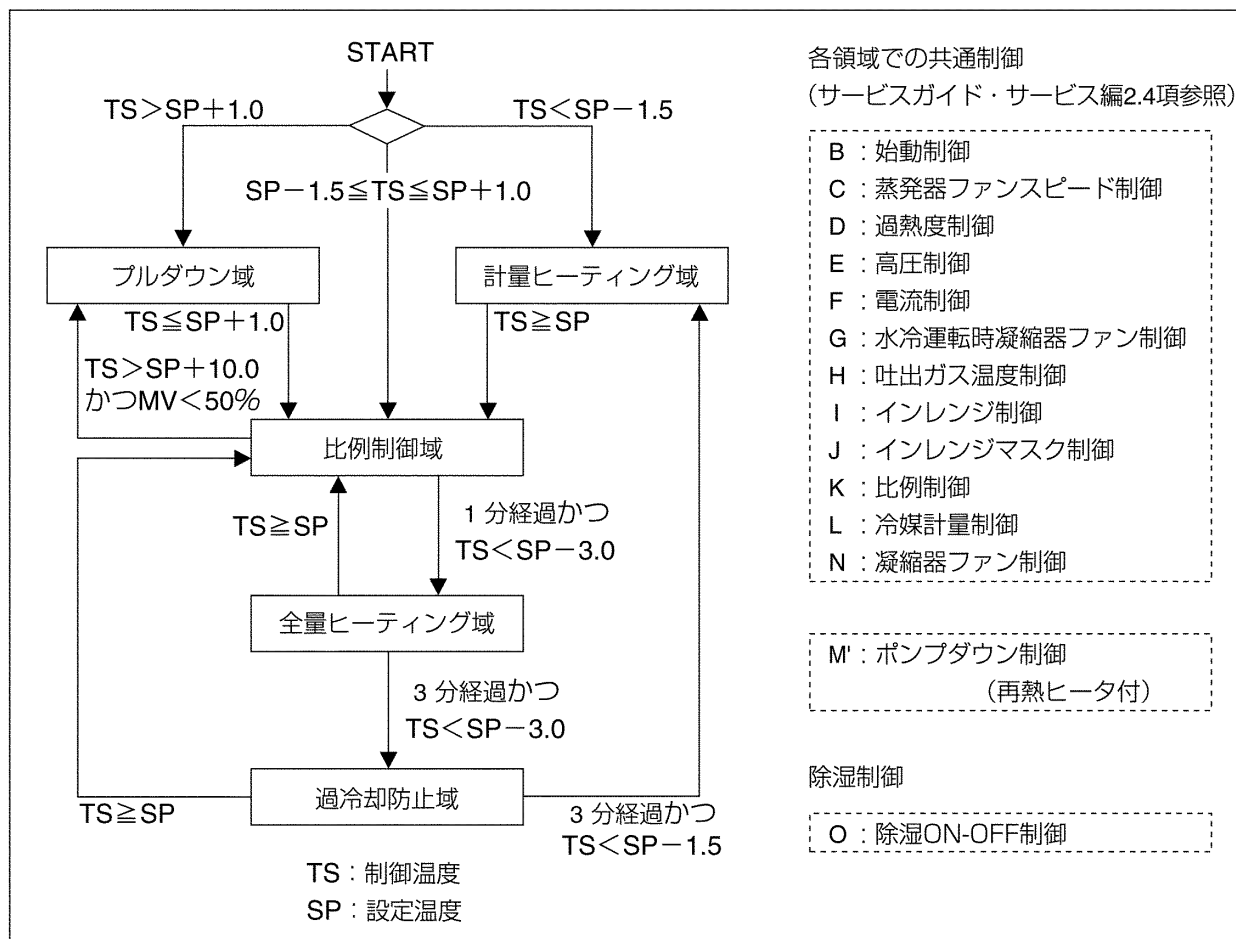 START
TS>SP+1.0
TS<SP−1.5
SP−1.5≦TS≦SP+1.0
プルダウン域
計量ヒーティング域
TS≦SP+1.0
TS≧SP
TS>SP+10.0
かつMV<50%
比例制御域
TS≧SP
1 分経過かつ
TS<SP−3.0
全量ヒーティング域
3 分経過かつ
TS<SP−3.0
過冷却防止域
TS≧SP
3 分経過かつ
TS<SP−1.5
TS：制御温度
SP：設定温度
各領域での共通制御
（サービスガイド・サービス編2.4項参照）
B：始動制御
C：蒸発器ファンスピード制御
D：過熱度制御
E：高圧制御
F：電流制御
G：水冷運転時凝縮器ファン制御
H：吐出ガス温度制御
I：インレンジ制御
J：インレンジマスク制御
K：比例制御
L：冷媒計量制御
N：凝縮器ファン制御
M'：ポンプダウン制御
（再熱ヒータ付）
除湿制御
O：除湿ON-OFF制御